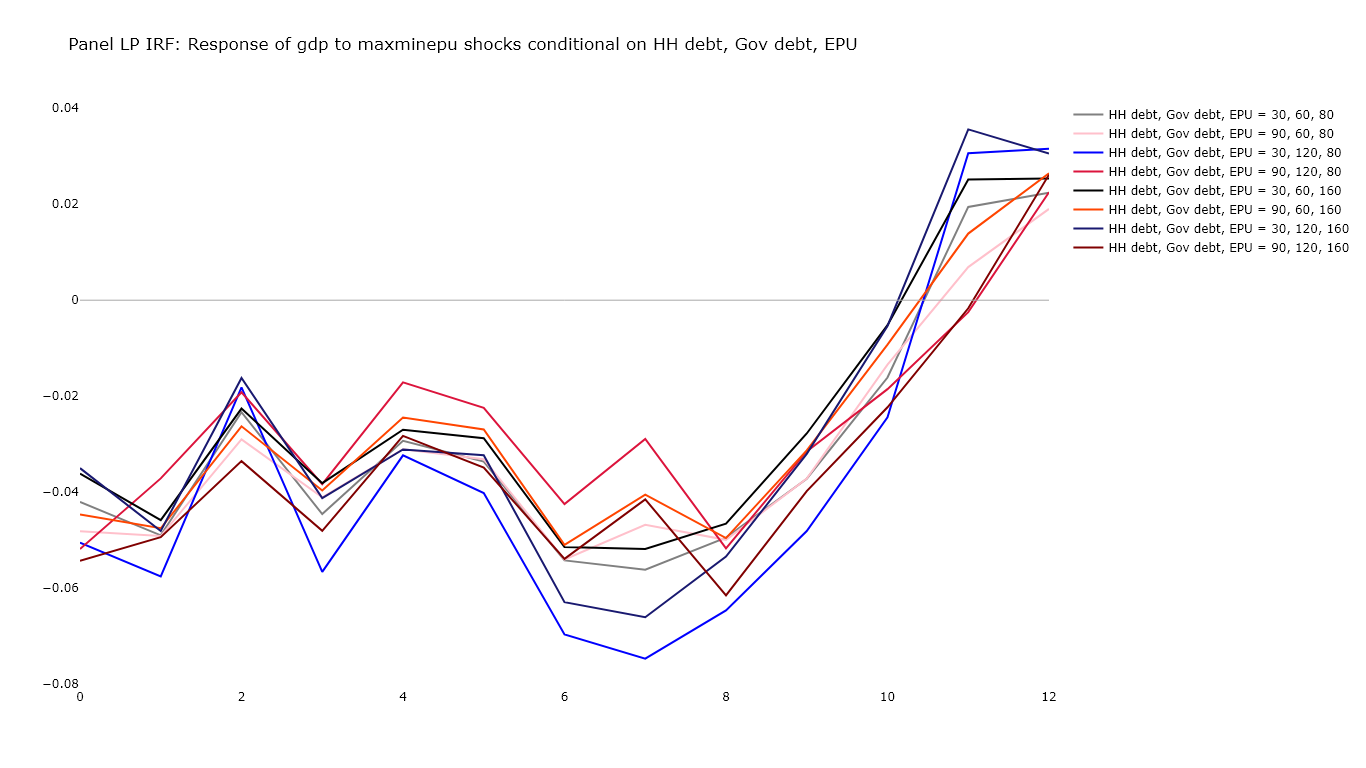 Panel LP IRF: Response of gdp to maxminepu shocks conditional on HH debt, Gov debt, EPU
0.04
0.02
0
−0.02
−0.04
−0.06
−0.08
0 2 4 6 8 10 12
HH debt, Gov debt, EPU = 30, 60, 80
HH debt, Gov debt, EPU = 90, 60, 80
HH debt, Gov debt, EPU = 30, 120, 80
HH debt, Gov debt, EPU = 90, 120, 80
HH debt, Gov debt, EPU = 30, 60, 160
HH debt, Gov debt, EPU = 90, 60, 160
HH debt, Gov debt, EPU = 30, 120, 160
HH debt, Gov debt, EPU = 90, 120, 160